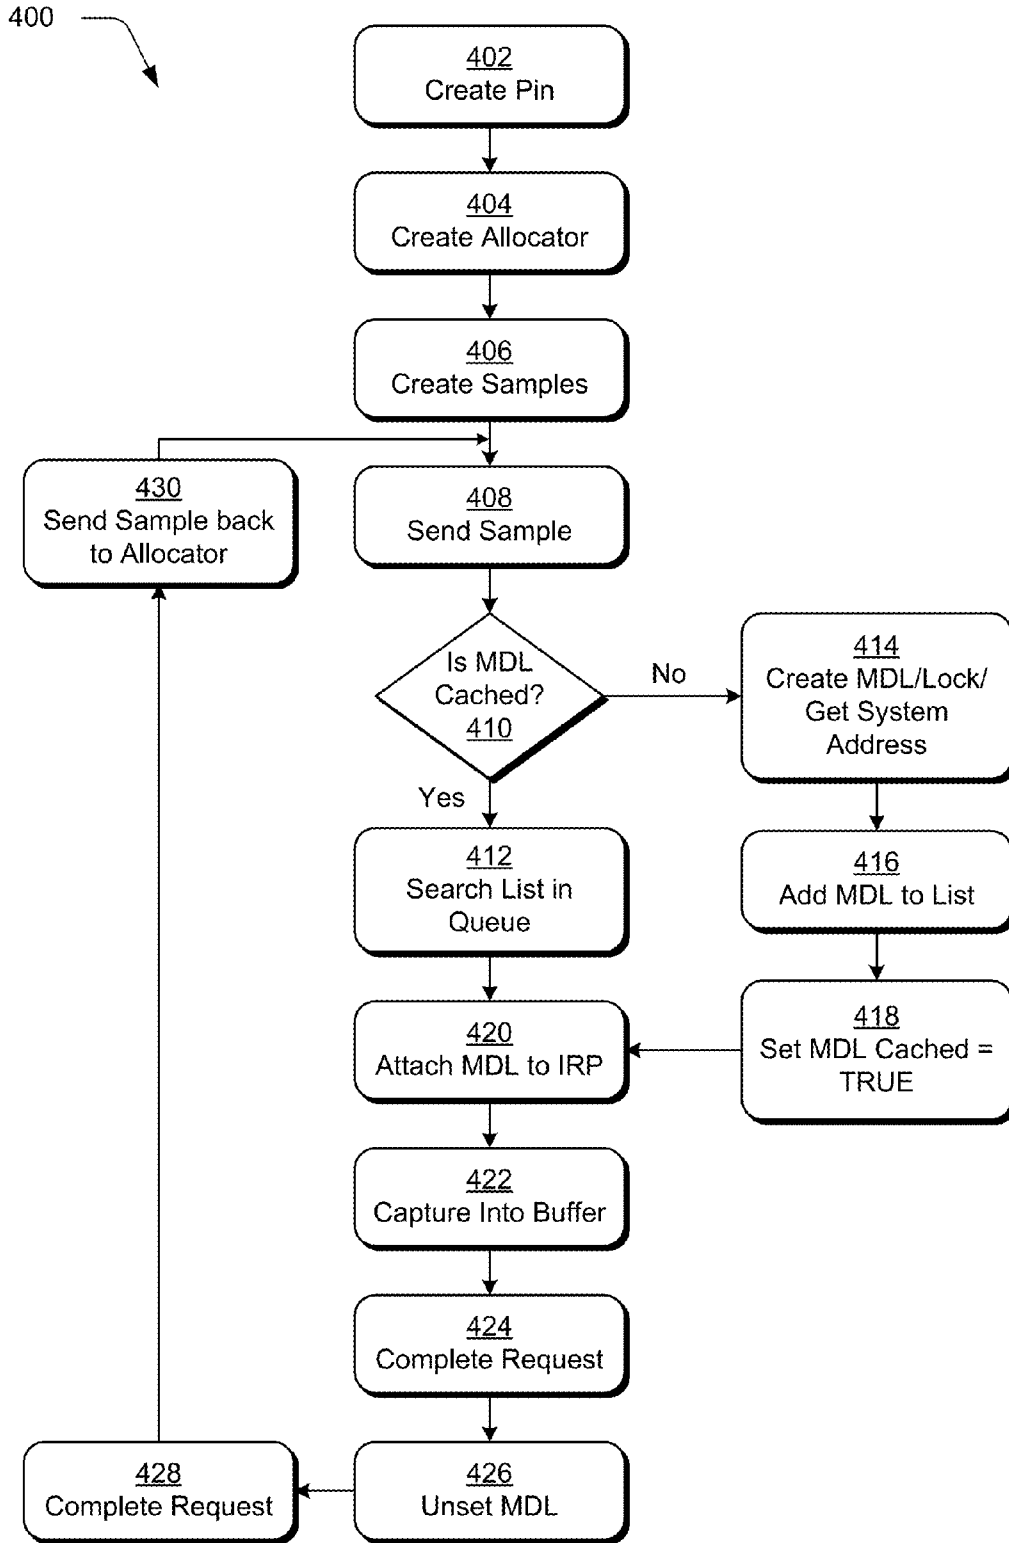 400
402
Create Pin
404
Create Allocator
406
Create Samples
430
Send Sample back
to Allocator
408
Send Sample
Is MDL
Cached?
410
No
Yes
414
Create MDL/Lock/
Get System
Address
412
Search List in
Queue
416
Add MDL to List
418
Set MDL Cached =
TRUE
420
Attach MDL to IRP
422
Capture Into Buffer
424
Complete Request
426
Unset MDL
428
Complete Request